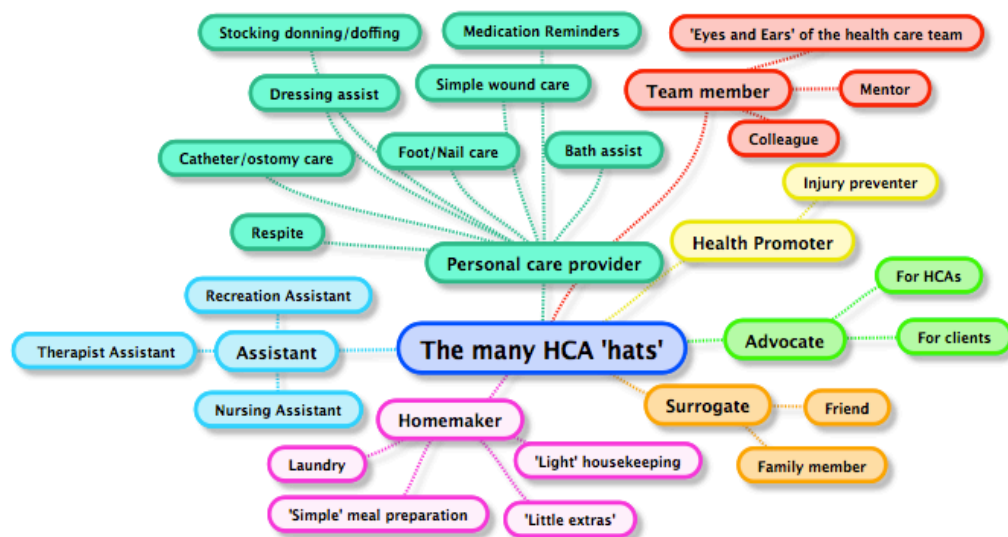 Stocking donning/doffing
Medication Reminders
'Eyes and Ears' of the health care team
Dressing assist
Simple wound care
Team member
Mentor
Colleague
Catheter/ostomy care
Foot/Nail care
Bath assist
Injury preventer
Respite
Personal care provider
Health Promoter
Recreation Assistant
For HCAs
Therapist Assistant
Assistant
The many HCA 'hats'
Advocate
For clients
Nursing Assistant
Homemaker
Surrogate
Friend
Laundry
'Light' housekeeping
Family member
'Simple' meal preparation
'Little extras'